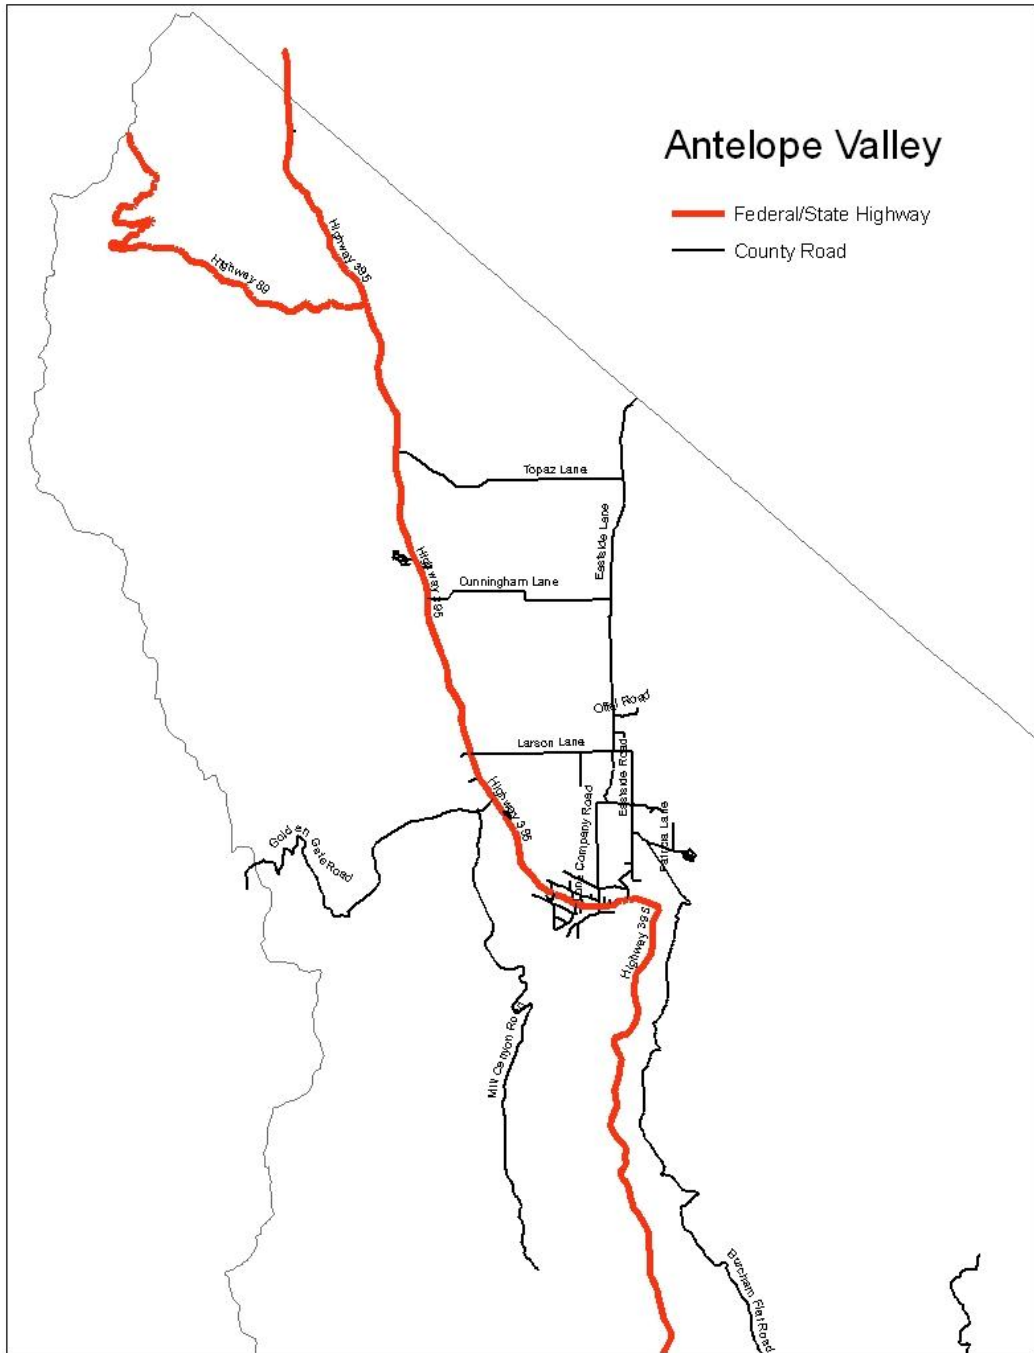 Antelope Valley
Federal/State Highway
County Road
Highway 395
Highway 89
Topaz Lane
Eastside Lane
Highway 395
Cunningham Lane
Offal Road
Larson Lane
Eastside Road
Highway 395
Company Road
Patricia Lane
Golden Gate Road
Highway 395
Mill Canyon Road
Burcham Flat Road